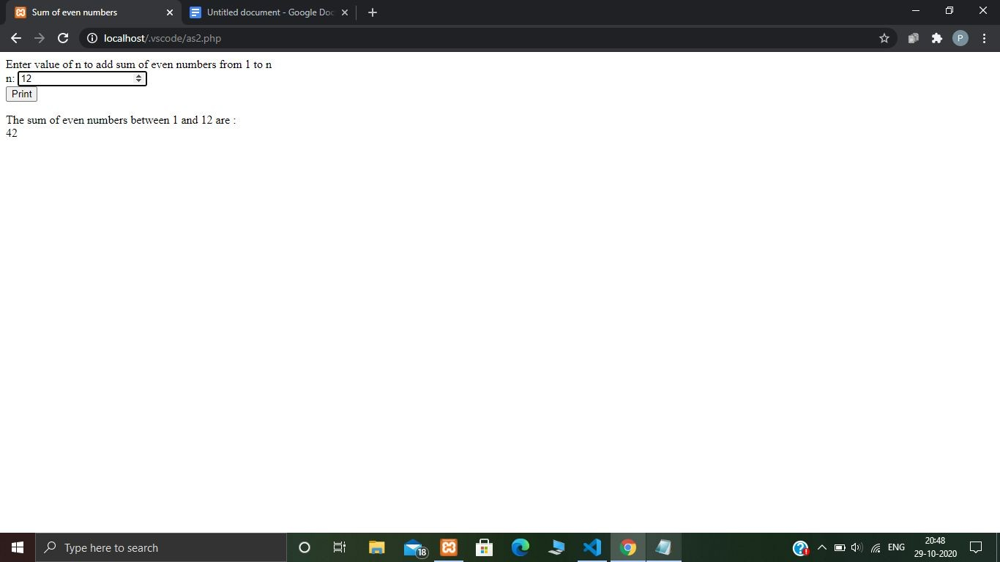 Sum of even numbers
Untitled document - Google Doc
localhost/.vscode/as2.php
P
Enter value of n to add sum of even numbers from 1 to n
n: 12
Print
The sum of even numbers between 1 and 12 are :
42
Type here to search
18
ENG
20:48
29-10-2020